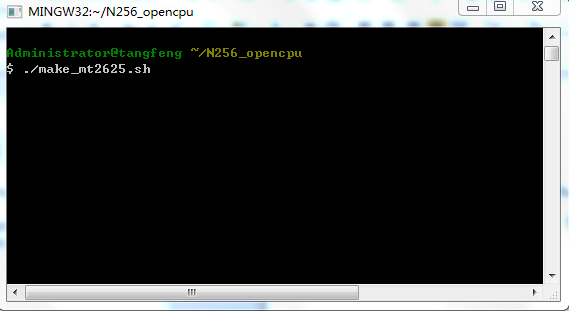 MINGW32:~/N256_opencpu
Administrator@tangfeng ~/N256_opencpu
$ ./make_mt2625.sh